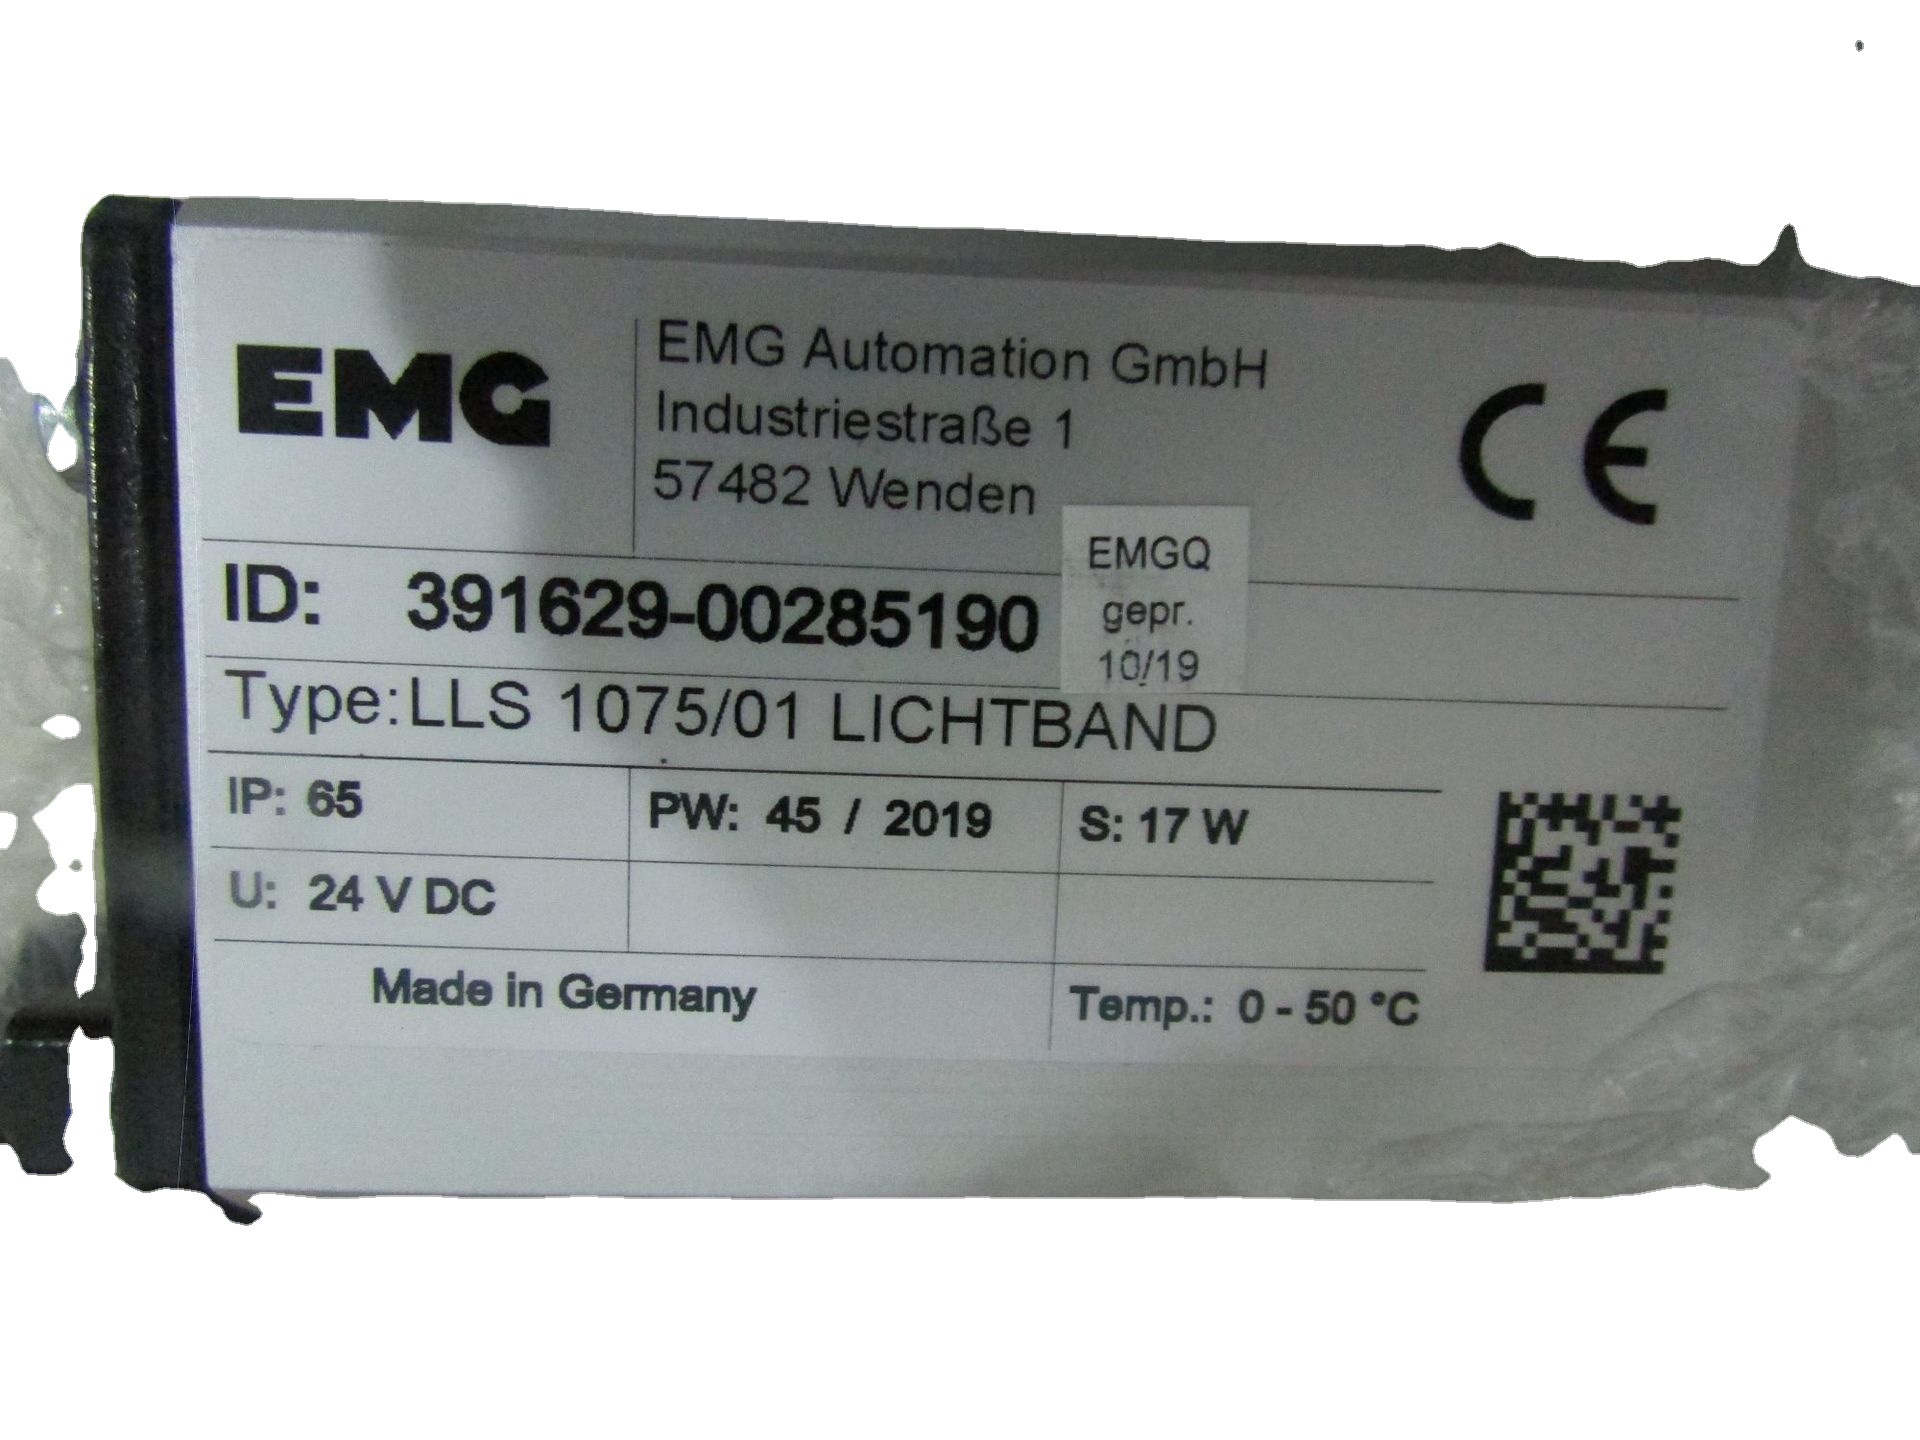 EMG
EMG Automation GmbH
Industriestraße 1
57482 Wenden
CE
EMGQ
gepr.
10/19
ID: 391629-00285190
Type: LLS 1075/01 LICHTBAND
IP: 65
PW: 45 / 2019
S: 17 W
U: 24 V DC
Made in Germany
Temp.: 0 - 50 °C